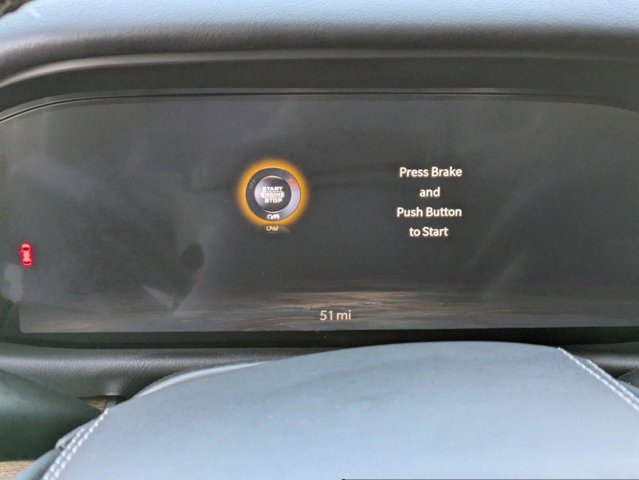 START
ENGINE
STOP
Press Brake
and
Push Button
to Start
51 mi